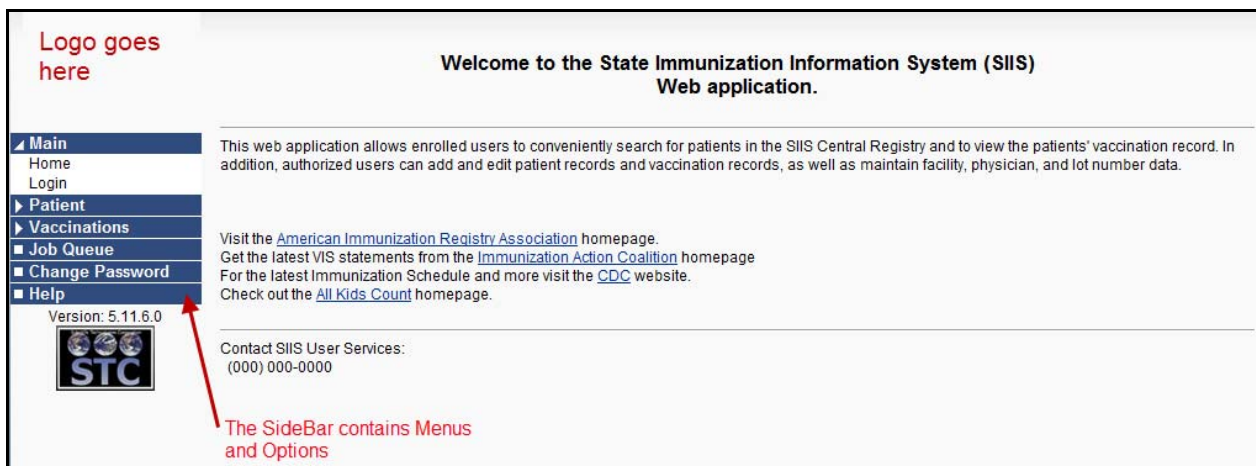 Logo goes
here
Welcome to the State Immunization Information System (SIIS)
Web application.
Main
Home
Login
Patient
Vaccinations
Job Queue
Change Password
Help
Version: 5.11.6.0
STC
This web application allows enrolled users to conveniently search for patients in the SIIS Central Registry and to view the patients' vaccination record. In
addition, authorized users can add and edit patient records and vaccination records, as well as maintain facility, physician, and lot number data.
Visit the American Immunization Registry Association homepage.
Get the latest VIS statements from the Immunization Action Coalition homepage
For the latest Immunization Schedule and more visit the CDC website.
Check out the All Kids Count homepage.
Contact SIIS User Services:
(000) 000-0000
The SideBar contains Menus
and Options